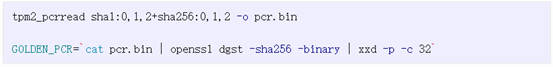 tpm2_pcrread sha1:0,1,2+sha256:0,1,2 -o pcr.bin
GOLDEN_PCR=`cat pcr.bin | openssl dgst -sha256 -binary | xxd -p -c 32`